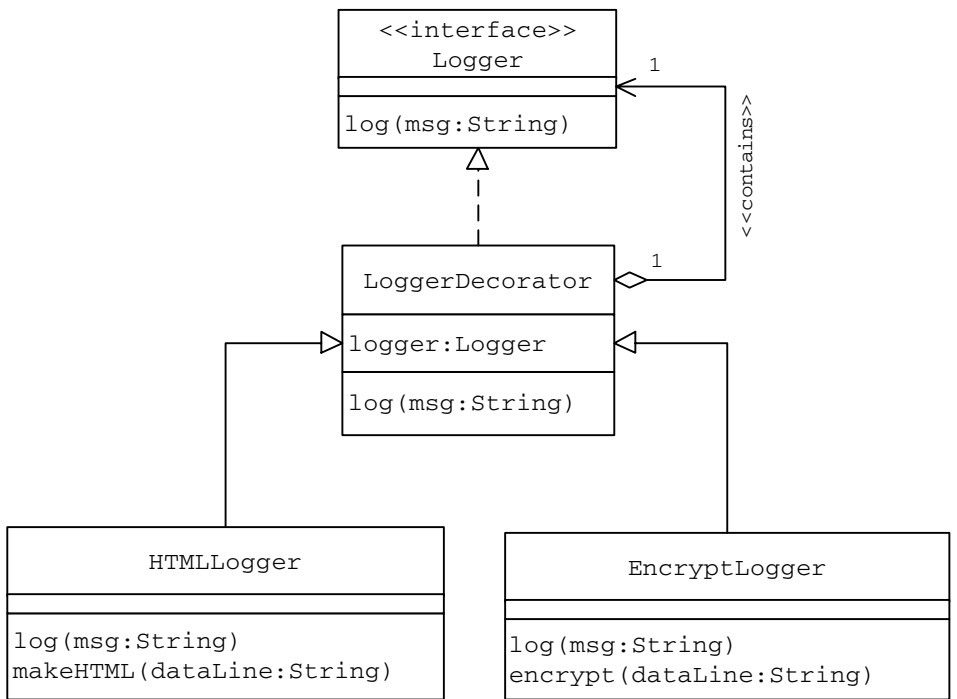 <<interface>>
Logger
log(msg:String)
1
<<contains>>
1
LoggerDecorator
logger:Logger
log(msg:String)
HTMLLogger
log(msg:String)
makeHTML(dataLine:String)
EncryptLogger
log(msg:String)
encrypt(dataLine:String)